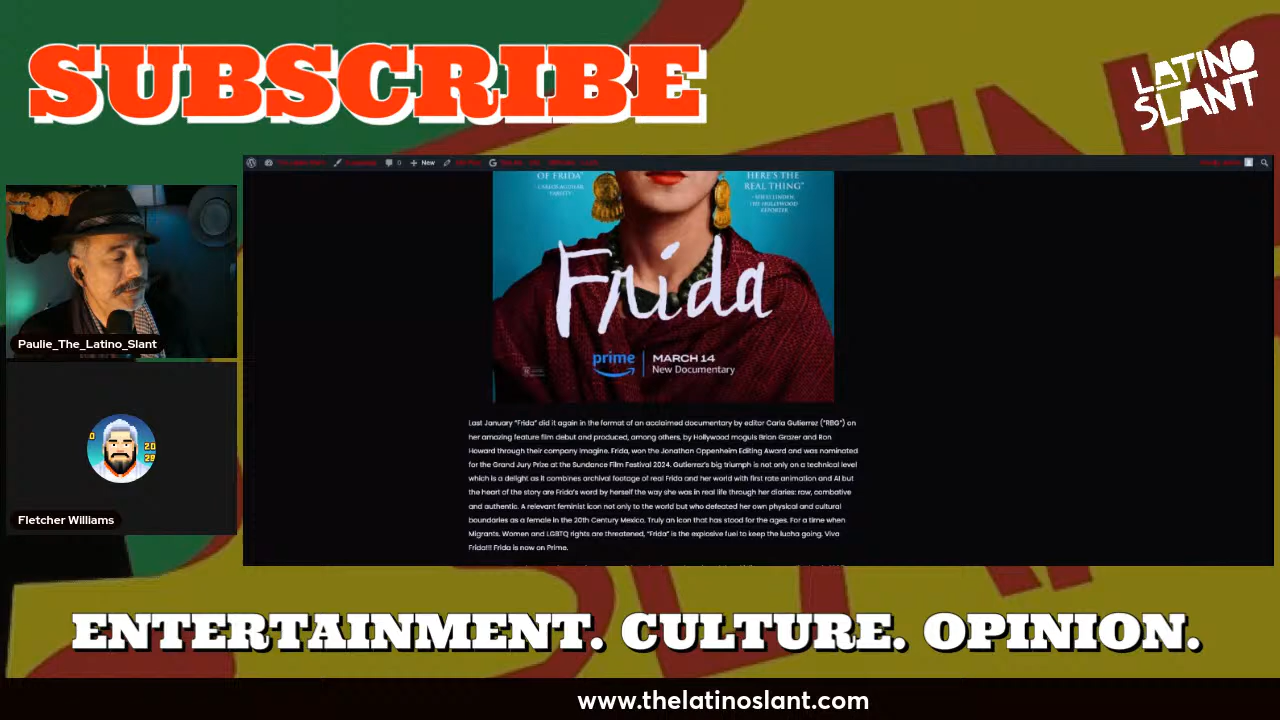 SUBSCRIBE
LATINO
SLANT
0
New
OF FRIDA"
VARIETY
HERE'S THE
REAL THING"
THE HOLLYWOOD
REPORTER
Frida
prime
MARCH 14
New Documentary
Paulie_The_Latino_Slant
0
20
Fletcher Williams
Last January "Frida" did it again in the format of an acclaimed documentary by editor Carla Gutierrez ("RBG") on
her amazing feature film debut and produced, among others, by Hollywood moguls Brian Grazer and Ron
Howard through their company Imagine. Frida, won the Jonathan Oppenheim Editing Award and was nominated
for the Grand Jury Prize at the Sundance Film Festival 2024. Gutierrez's big triumph is not only on a technical level
which is a delight as it combines archival footage of real Frida and her world with first rate animation and AI but
the heart of the story are Frida's word by herself the way she was in real life through her diaries: raw, combative
and authentic. A relevant feminist icon not only to the world but who defeated her own physical and cultural
boundaries as a female in the 20th Century Mexico. Truly an icon that has stood for the ages. For a time when
Migrants. Women and LGBTQ rights are threatened, "Frida" is the explosive fuel to keep the lucha going. Viva
Frida!!! Frida is now on Prime.
ENTERTAINMENT. CULTURE. OPINION.
www.thelatinoslant.com